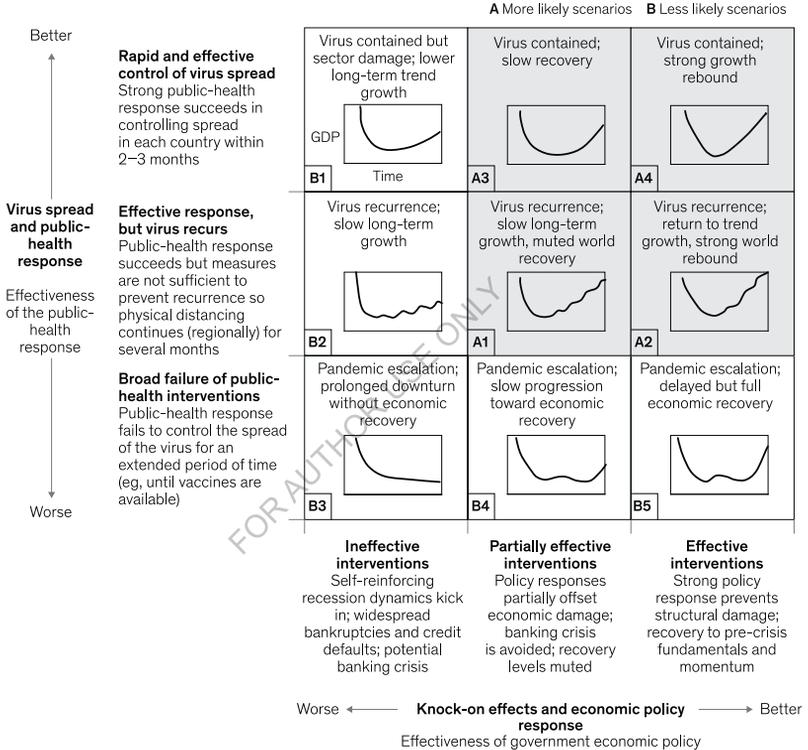 A More likely scenarios B Less likely scenarios
Better
Rapid and effective
control of virus spread
Strong public-health
response succeeds in
controlling spread
in each country within
2–3 months
Virus contained but
sector damage; lower
long-term trend
growth
GDP
Time
B1
Virus contained;
slow recovery
A3
Virus contained;
strong growth
rebound
A4
Virus spread
and public-
health
response
Effectiveness
of the public-
health
response
Effective response,
but virus recurs
Public-health response
succeeds but measures
are not sufficient to
prevent recurrence so
physical distancing
continues (regionally) for
several months
Virus recurrence;
slow long-term
growth
B2
Virus recurrence;
slow long-term
growth, muted world
recovery
A1
Virus recurrence;
return to trend
growth, strong world
rebound
A2
Broad failure of public-
health interventions
Public-health response
fails to control the spread
of the virus for an
extended period of time
(eg, until vaccines are
available)
Worse
Pandemic escalation;
prolonged downturn
without economic
recovery
B3
Pandemic escalation;
slow progression
toward economic
recovery
B4
Pandemic escalation;
delayed but full
economic recovery
B5
FOR AUTHOR USE ONLY
Ineffective
interventions
Self-reinforcing
recession dynamics kick
in; widespread
bankruptcies and credit
defaults; potential
banking crisis
Partially effective
interventions
Policy responses
partially offset
economic damage;
banking crisis
is avoided; recovery
levels muted
Effective
interventions
Strong policy
response prevents
structural damage;
recovery to pre-crisis
fundamentals and
momentum
Worse Knock-on effects and economic policy Better
response
Effectiveness of government economic policy